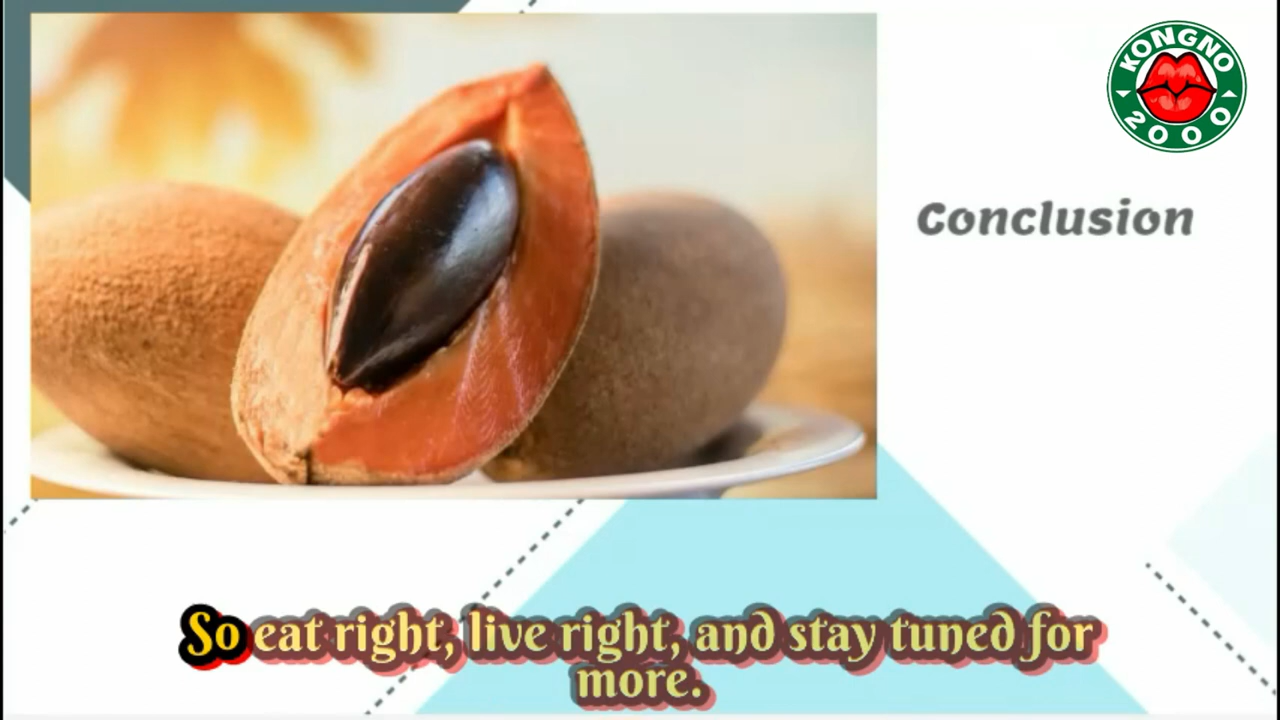 KONGNO
2000
Conclusion
So eat right, live right, and stay tuned for
more.